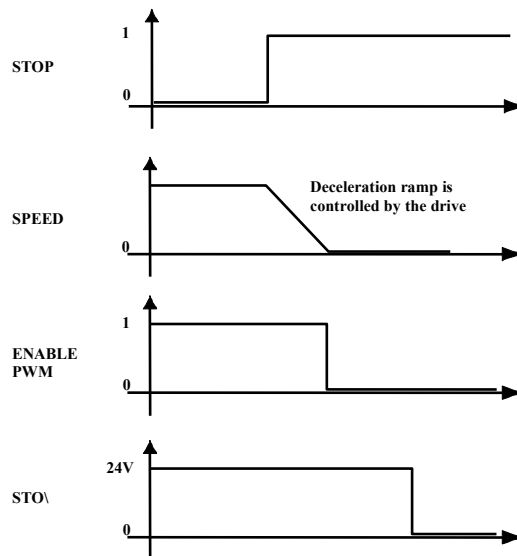 1
STOP
0
Deceleration ramp is
controlled by the drive
SPEED
0
1
ENABLE
PWM
0
24V
STO\
0